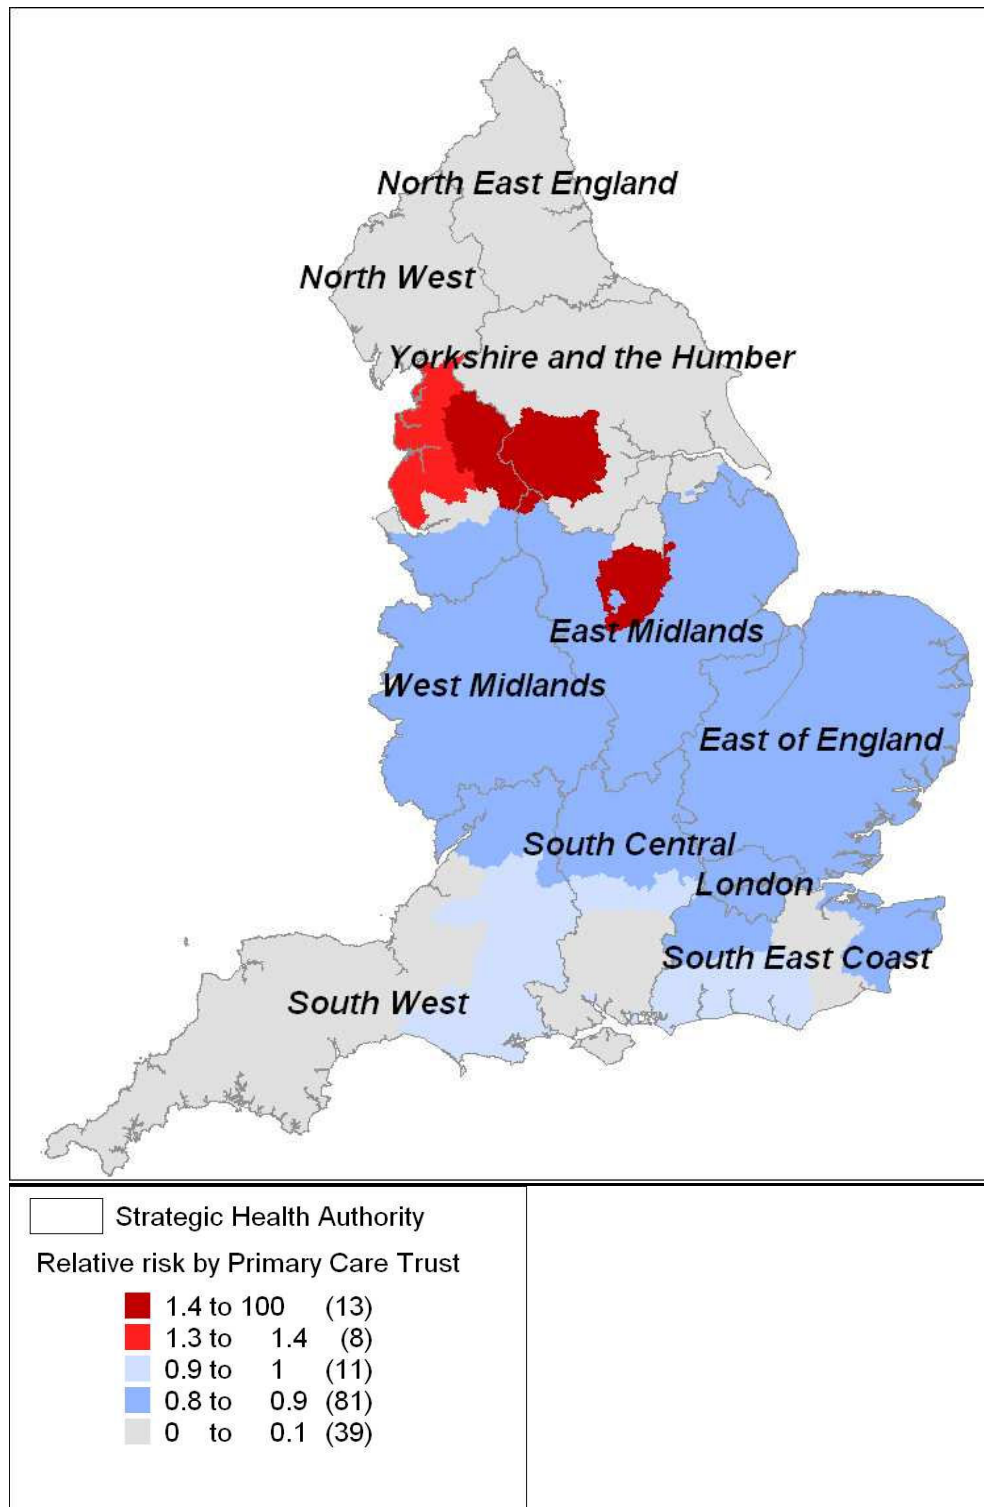 North East England
North West
Yorkshire and the Humber
East Midlands
West Midlands
East of England
South Central
London
South East Coast
South West
Strategic Health Authority
Relative risk by Primary Care Trust
1.4 to 100 (13)
1.3 to 1.4 (8)
0.9 to 1 (11)
0.8 to 0.9 (81)
0 to 0.1 (39)